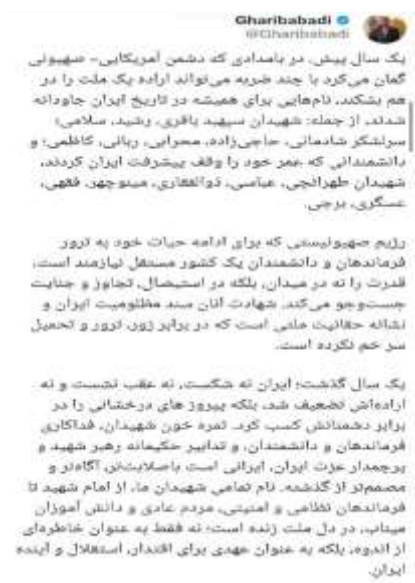 Gharibabadi
@Gharibabadi
یک سال پیش، در بامدادی که دشمن آمریکایی- صهیونی
گمان می‌کرد با چند ضربه می‌تواند اراده یک ملت را در
هم بشکند، نام‌هایی برای همیشه در تاریخ ایران جاودانه
شدند، از جمله: شهیدان سپهبد باقری، رشید، سلامی؛
سرلشکر شادمانی، حاجی‌زاده، محرابی، ربانی، کاظمی؛ و
دانشمندانی که عمر خود را وقف پیشرفت ایران کردند،
شهیدان طهرانچی، عباسی، ذوالفقاری، مینوچهر، فقهی،
عسگری، برجی.
رژیم صهیونیستی که برای ادامه حیات خود به ترور
فرماندهان و دانشمندان یک کشور مستقل نیازمند است،
قدرت را نه در میدان، بلکه در استیصال، تجاوز و جنایت
جست‌وجو می‌کند. شهادت آنان سند مظلومیت ایران و
نشانه حقانیت ملتی است که در برابر زور، ترور و تحمیل
سر خم نکرده است.
یک سال گذشت؛ ایران نه شکست، نه عقب نشست و نه
اراده‌اش تضعیف شد، بلکه پیروز های درخشانی را در
برابر دشمنانش کسب کرد. ثمره خون شهیدان، فداکاری
فرماندهان و دانشمندان، و تدابیر حکیمانه رهبر شهید و
پرچمدار عزت ایران، ایرانی است باصلابت‌تر، آگاه‌تر و
مصمم‌تر از گذشته. نام تمامی شهیدان ما، از امام شهید تا
فرماندهان نظامی و امنیتی، مردم عادی و دانش آموزان
میناب، در دل ملت زنده است؛ نه فقط به عنوان خاطره‌ای
از اندوه، بلکه به عنوان عهدی برای اقتدار، استقلال و آینده
ایران.